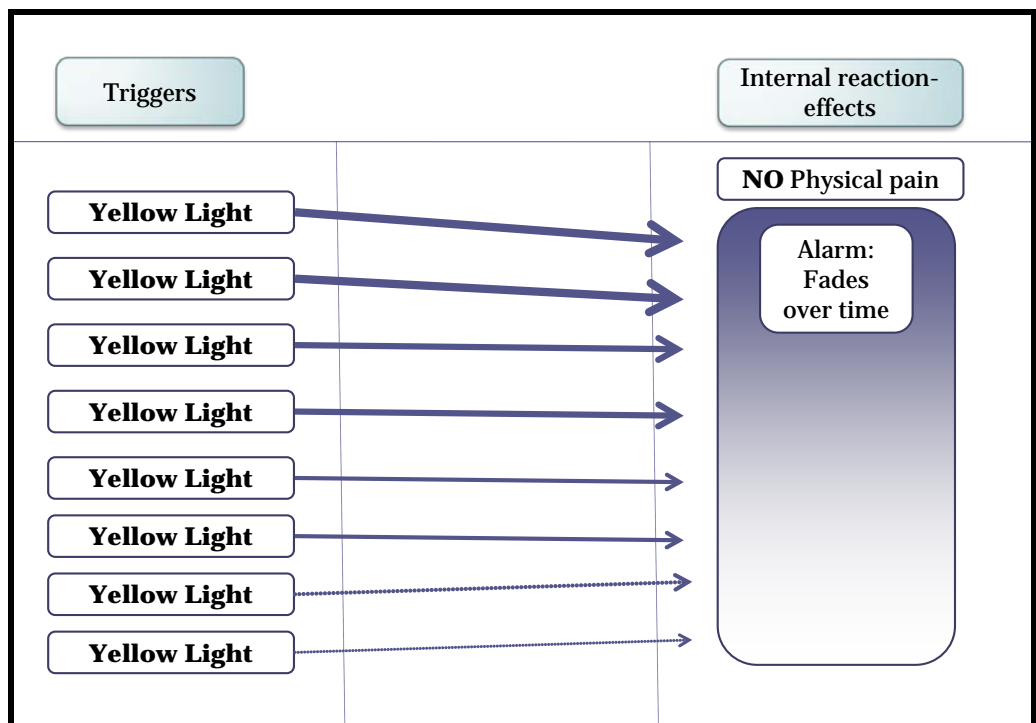 Triggers
Internal reaction-
effects
NO Physical pain
Yellow Light
Alarm:
Fades
over time
Yellow Light
Yellow Light
Yellow Light
Yellow Light
Yellow Light
Yellow Light
Yellow Light